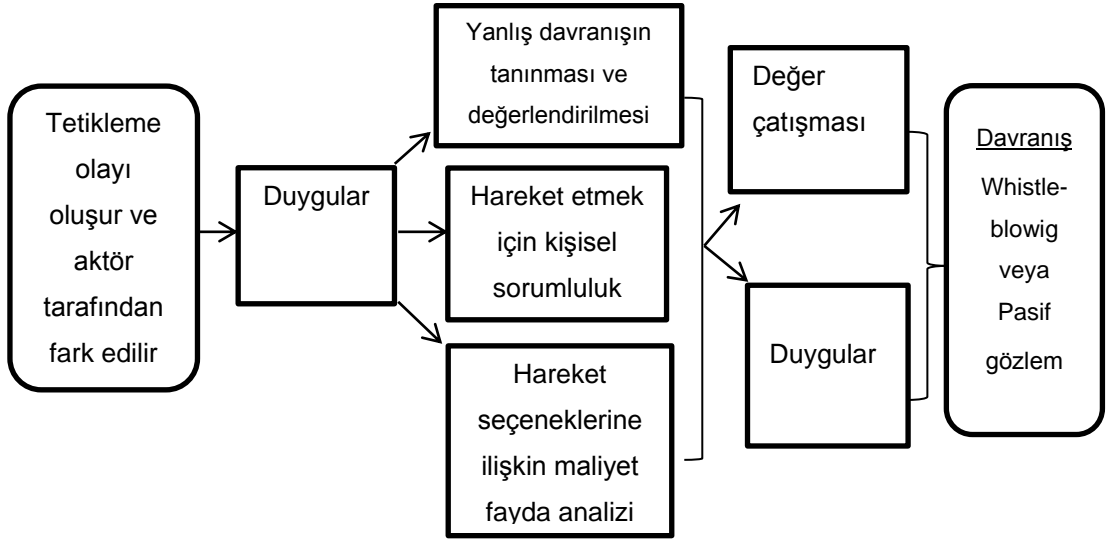 Tetikleme
olayı
oluşur ve
aktör
tarafından
fark edilir
Duygular
Yanlış davranışın
tanınması ve
değerlendirilmesi
Hareket etmek
için kişisel
sorumluluk
Hareket
seçeneklerine
ilişkin maliyet
fayda analizi
Değer
çatışması
Duygular
Davranış
Whistle-
blowig
veya
Pasif
gözlem